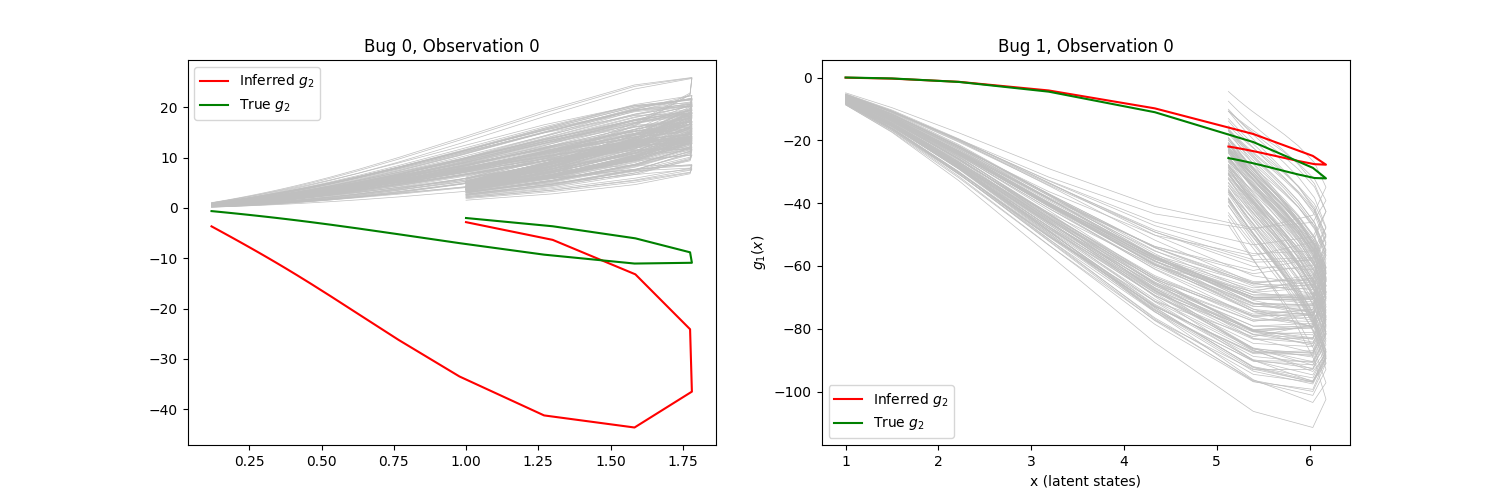 Bug 0, Observation 0
Inferred g₂
True g₂
20
10
0
−10
−20
−30
−40
0.25 0.50 0.75 1.00 1.25 1.50 1.75
Bug 1, Observation 0
g₁(x)
0
−20
−40
−60
−80
−100
Inferred g₂
True g₂
1 2 3 4 5 6
x (latent states)